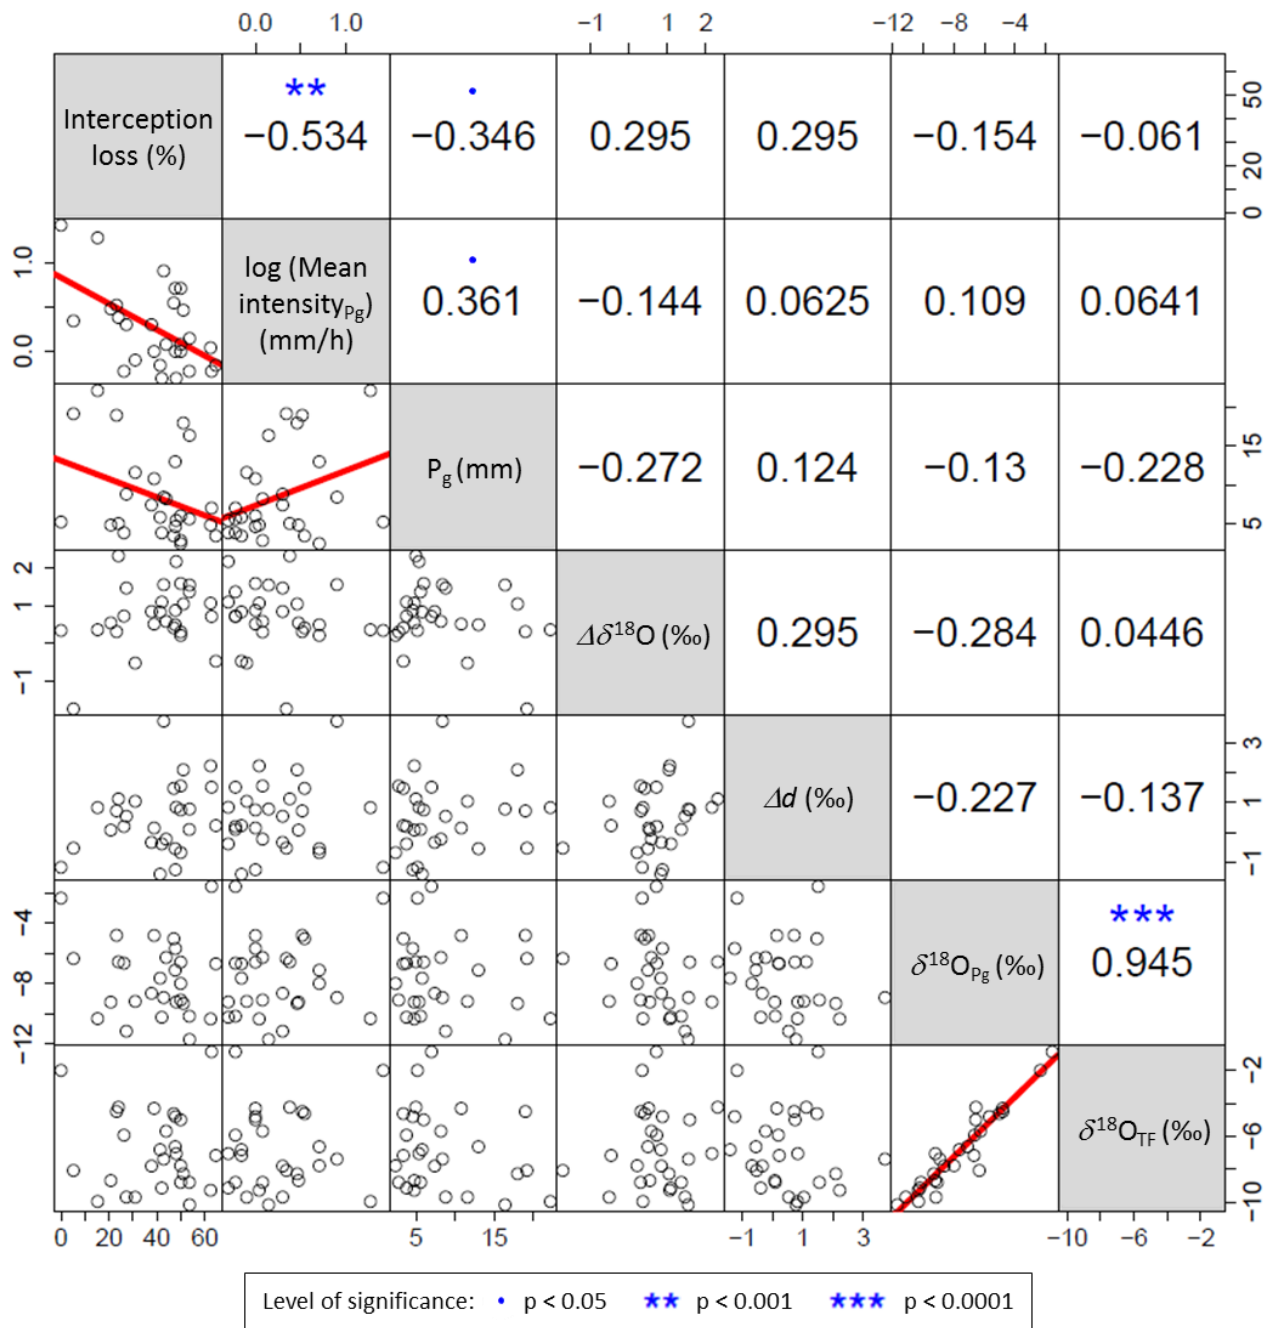 0.0 1.0 −1 1 2 −12 −8 −4
Interception
loss (%)
**
−0.534
•
−0.346
0.295
0.295
−0.154
−0.061
0 20 50
0.0 1.0
log (Mean
intensityPg)
(mm/h)
•
0.361
−0.144
0.0625
0.109
0.0641
Pg (mm)
−0.272
0.124
−0.13
−0.228
5 15
−1 1 2
Δδ18O (‰)
0.295
−0.284
0.0446
Δd (‰)
−0.227
−0.137
−1 1 3
−12 −8 −4
δ18OPg (‰)
***
0.945
δ18OTF (‰)
−10 −6 −2
0 20 40 60 5 15 −1 1 3 −10 −6 −2
Level of significance: • p < 0.05 ** p < 0.001 *** p < 0.0001